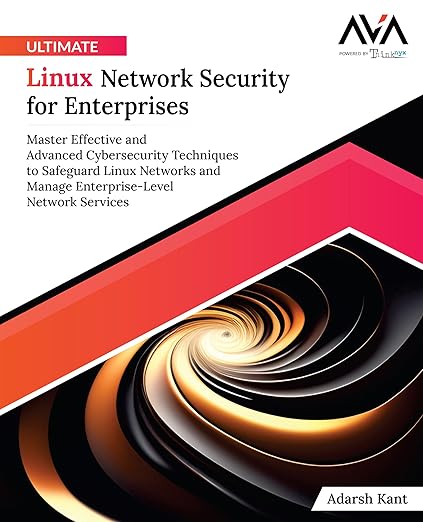 ULTIMATE
AVA
POWERED BY Thinknyx
Linux Network Security
for Enterprises
Master Effective and
Advanced Cybersecurity Techniques
to Safeguard Linux Networks and
Manage Enterprise-Level
Network Services
Adarsh Kant